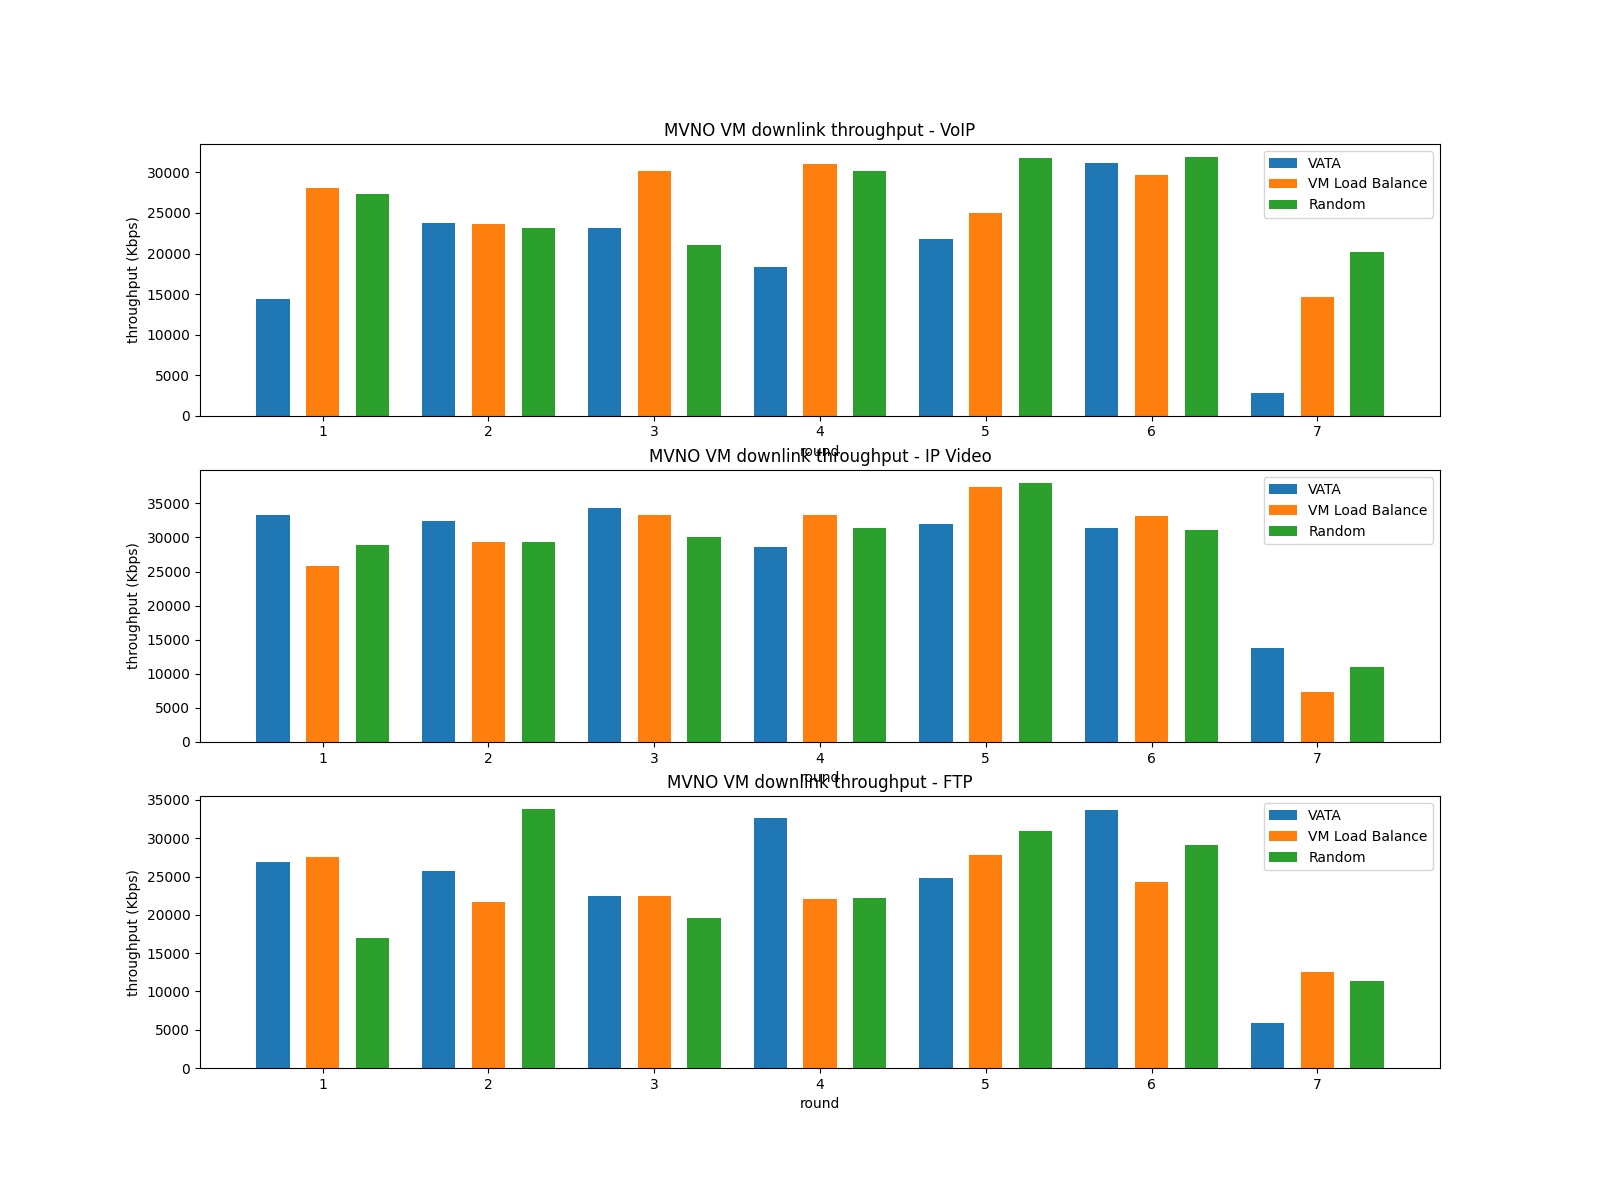 MVNO VM downlink throughput - VoIP
throughput (Kbps)
30000
25000
20000
15000
10000
5000
0
VATA
VM Load Balance
Random
1 2 3 4 5 6 7
round
MVNO VM downlink throughput - IP Video
throughput (Kbps)
35000
30000
25000
20000
15000
10000
5000
0
VATA
VM Load Balance
Random
1 2 3 4 5 6 7
round
MVNO VM downlink throughput - FTP
throughput (Kbps)
35000
30000
25000
20000
15000
10000
5000
0
VATA
VM Load Balance
Random
1 2 3 4 5 6 7
round